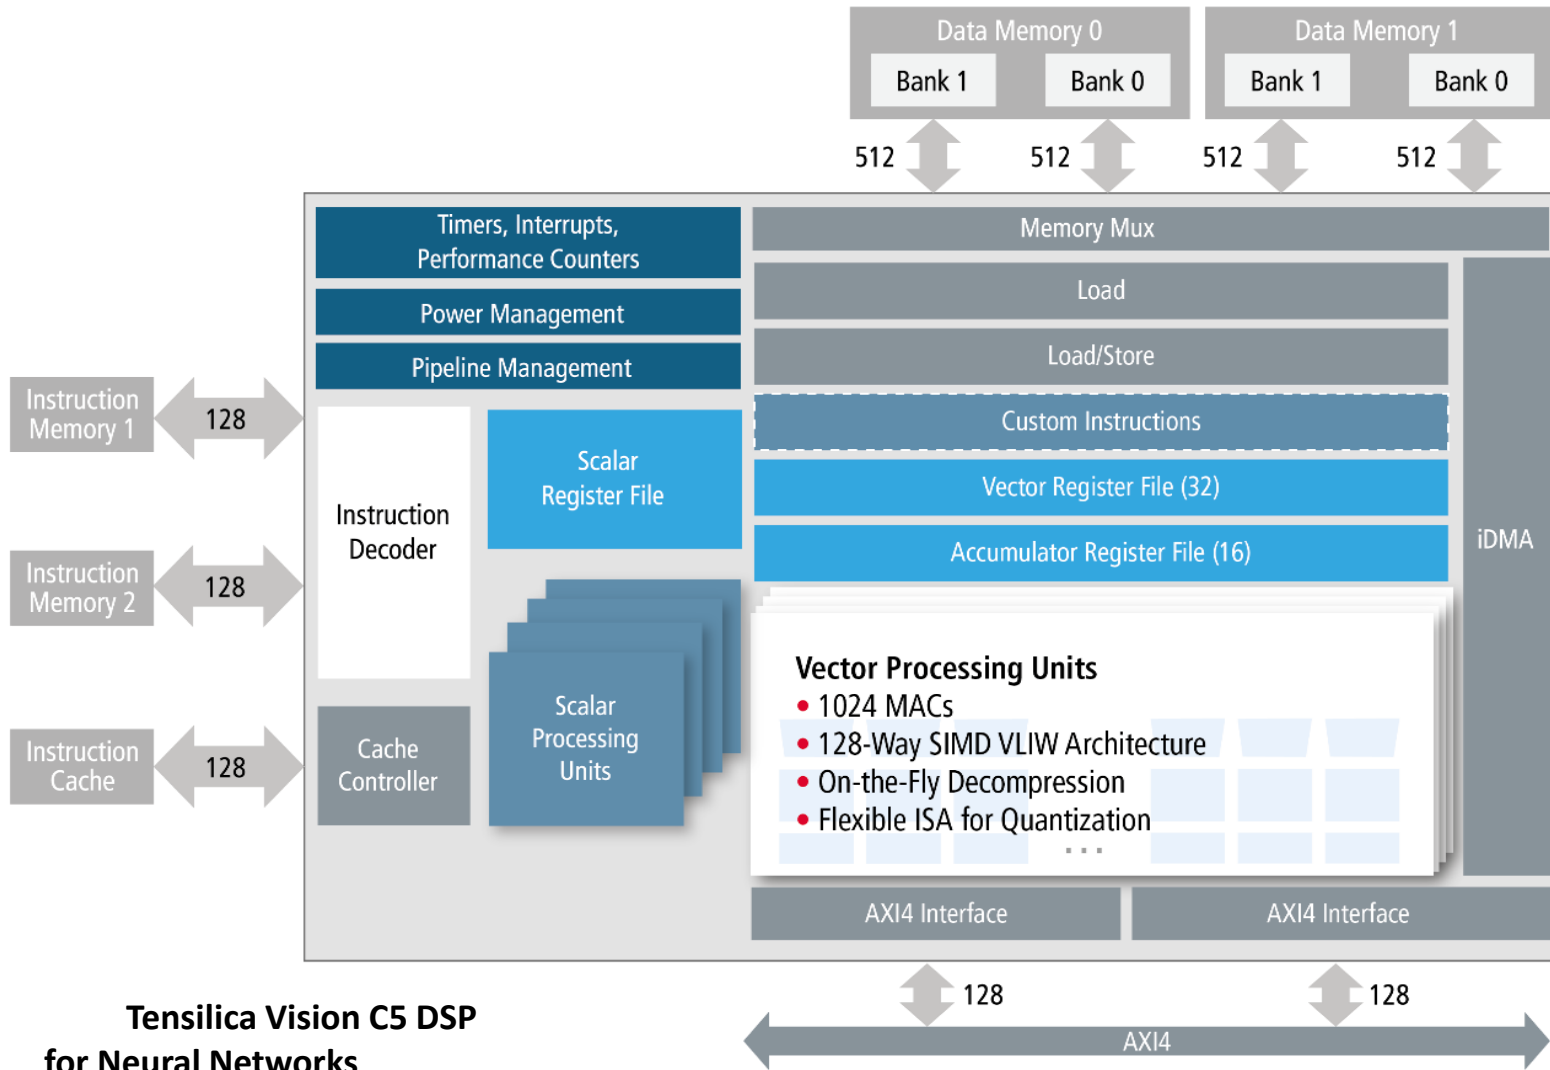 Data Memory 0
Data Memory 1
Bank 1
Bank 0
Bank 1
Bank 0
512
512
512
512
Timers, Interrupts,
Performance Counters
Memory Mux
Load
Power Management
Load/Store
Pipeline Management
Instruction
Memory 1
128
Custom Instructions
Scalar
Register File
Vector Register File (32)
Instruction
Decoder
Accumulator Register File (16)
iDMA
Instruction
Memory 2
128
Vector Processing Units
• 1024 MACs
• 128-Way SIMD VLIW Architecture
• On-the-Fly Decompression
• Flexible ISA for Quantization
...
Scalar
Processing
Units
Instruction
Cache
128
Cache
Controller
AXI4 Interface
AXI4 Interface
128
128
AXI4
Tensilica Vision C5 DSP
for Neural Networks